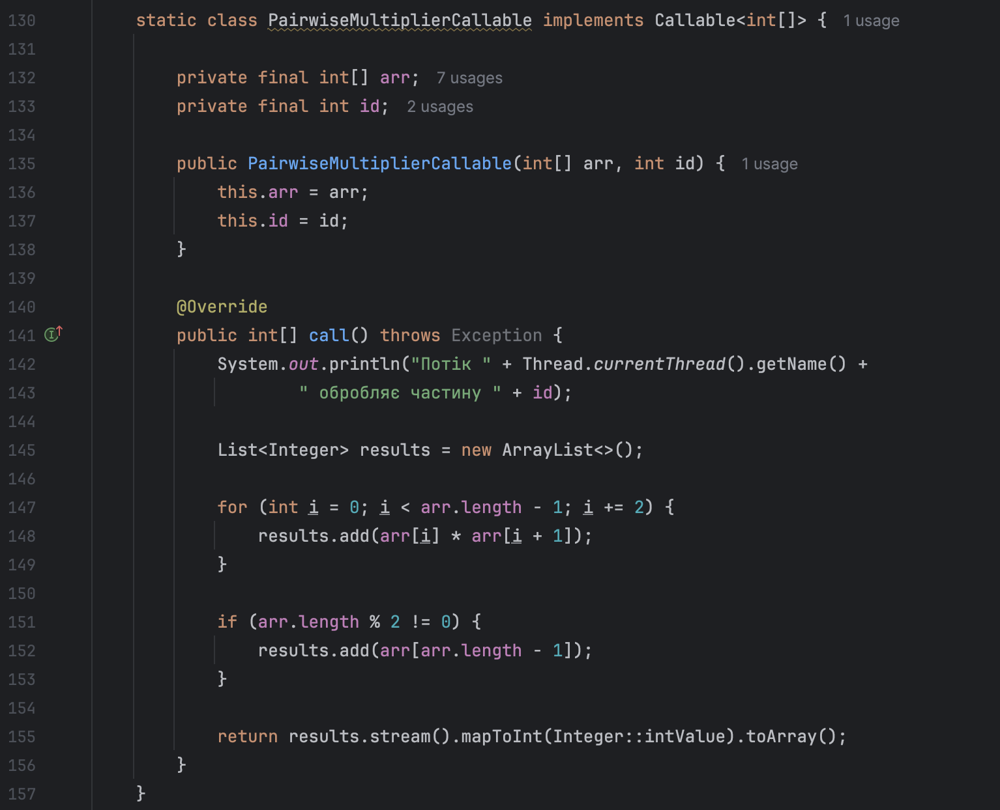 130 static class PairwiseMultiplierCallable implements Callable<int[]> { 1 usage
131
132 private final int[] arr; 7 usages
133 private final int id; 2 usages
134
135 public PairwiseMultiplierCallable(int[] arr, int id) { 1 usage
136 this.arr = arr;
137 this.id = id;
138 }
139
140 @Override
141 public int[] call() throws Exception {
142 System.out.println("Потік " + Thread.currentThread().getName() +
143 " обробляє частину " + id);
144
145 List<Integer> results = new ArrayList<>();
146
147 for (int i = 0; i < arr.length - 1; i += 2) {
148 results.add(arr[i] * arr[i + 1]);
149 }
150
151 if (arr.length % 2 != 0) {
152 results.add(arr[arr.length - 1]);
153 }
154
155 return results.stream().mapToInt(Integer::intValue).toArray();
156 }
157 }